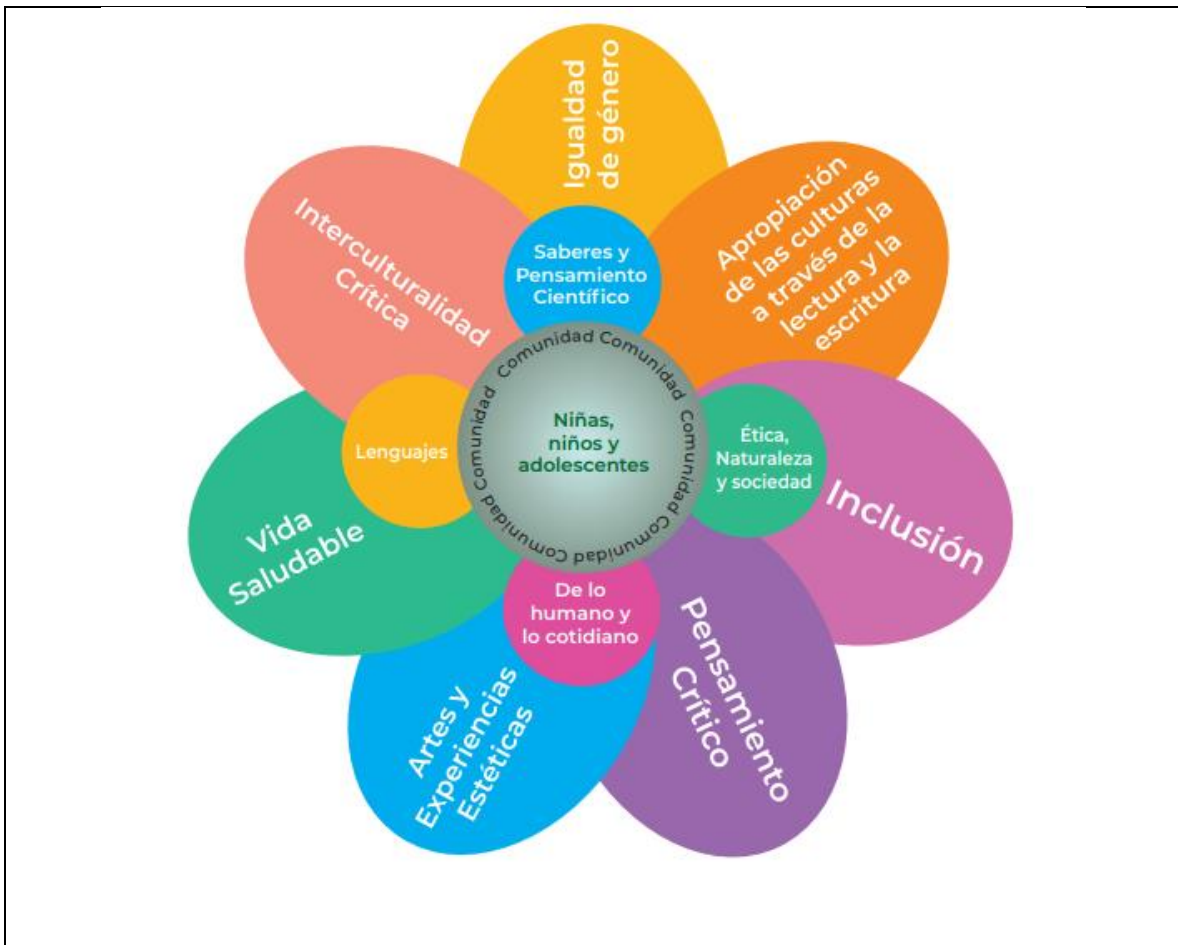 Igualdad
de género
Apropiación
de las culturas
a través de la
lectura y la
escritura
Interculturalidad
Crítica
Saberes y
Pensamiento
Científico
Comunidad Comunidad Comunidad Comunidad Comunidad Comunidad Comunidad
Niñas,
niños y
adolescentes
Lenguajes
Ética,
Naturaleza
y sociedad
Inclusión
Vida
Saludable
De lo
humano y
lo cotidiano
Pensamiento
Crítico
Artes y
Experiencias
Estéticas